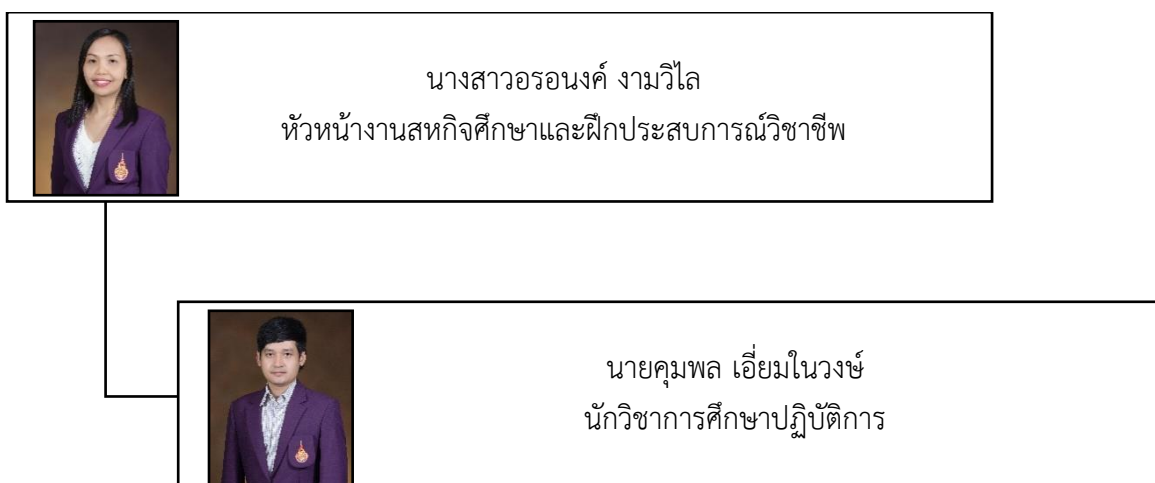 นางสาวอรอนงค์ งามวิไล
หัวหน้างานสหกิจศึกษาและฝึกประสบการณ์วิชาชีพ
นายคุมพล เอี่ยมในวงษ์
นักวิชาการศึกษาปฏิบัติการ